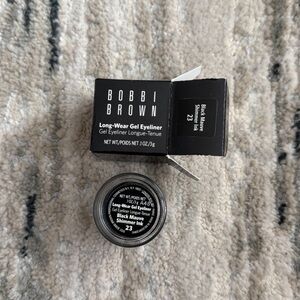 BOBBI
BROWN
Long-Wear Gel Eyeliner
Gel Eyeliner Longue-Tenue
NET WT/POIDS NET .1 OZ/3g
Black Mauve
Shimmer Ink
23
Long-Wear Gel Eyeliner
Gel Eyeliner Longue-Tenue
Black Mauve
Shimmer Ink
23